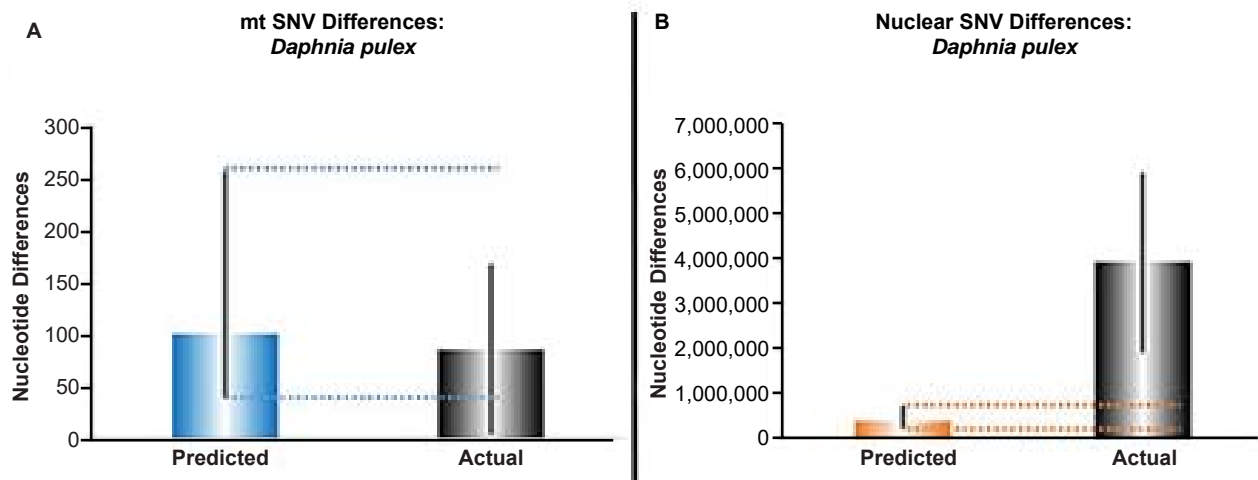 A
mt SNV Differences:
Daphnia pulex
Nucleotide Differences
300
250
200
150
100
50
0
Predicted
Actual
B
Nuclear SNV Differences:
Daphnia pulex
Nucleotide Differences
7,000,000
6,000,000
5,000,000
4,000,000
3,000,000
2,000,000
1,000,000
0
Predicted
Actual